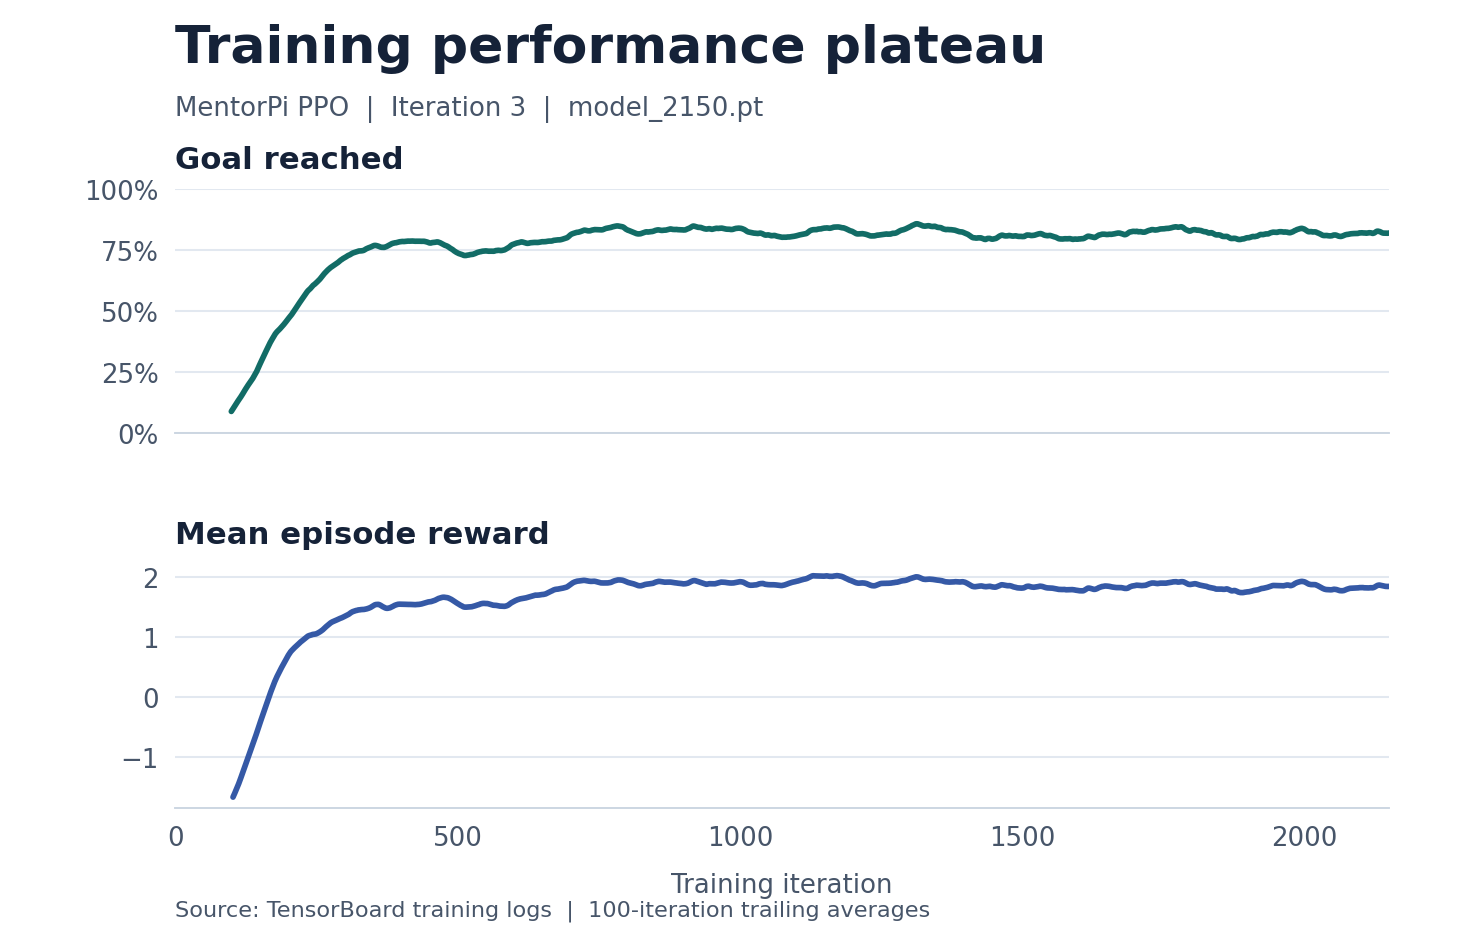 Training performance plateau
MentorPi PPO | Iteration 3 | model_2150.pt
Goal reached
100%
75%
50%
25%
0%
Mean episode reward
2
1
0
−1
0 500 1000 1500 2000
Training iteration
Source: TensorBoard training logs | 100-iteration trailing averages